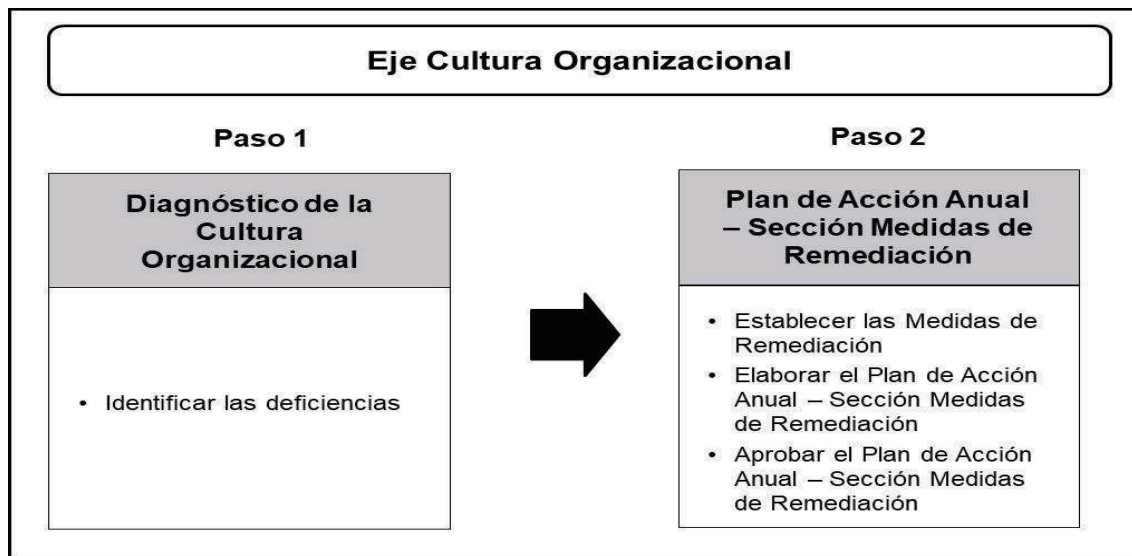 Eje Cultura Organizacional
Paso 1
Diagnóstico de la
Cultura
Organizacional
• Identificar las deficiencias
Paso 2
Plan de Acción Anual
– Sección Medidas de
Remediación
• Establecer las Medidas de
Remediación
• Elaborar el Plan de Acción
Anual – Sección Medidas
de Remediación
• Aprobar el Plan de Acción
Anual – Sección Medidas
de Remediación